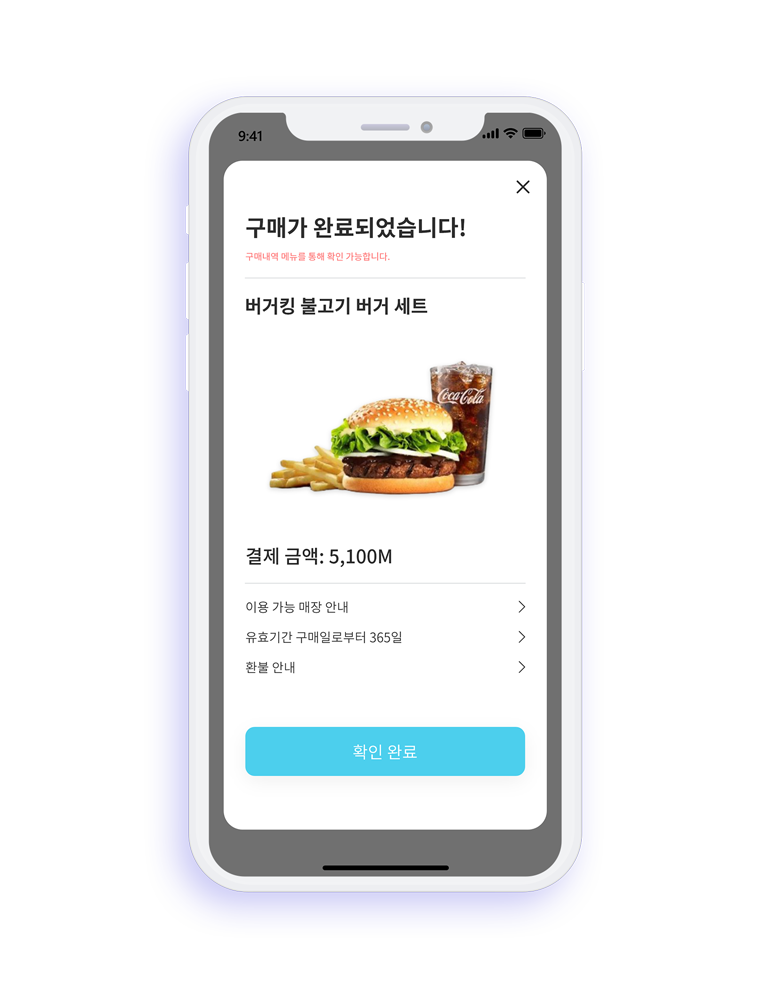 9:41
구매가 완료되었습니다!
구매내역 메뉴를 통해 확인 가능합니다.
버거킹 불고기 버거 세트
Coca-Cola
결제 금액: 5,100M
이용 가능 매장 안내
유효기간 구매일로부터 365일
환불 안내
확인 완료